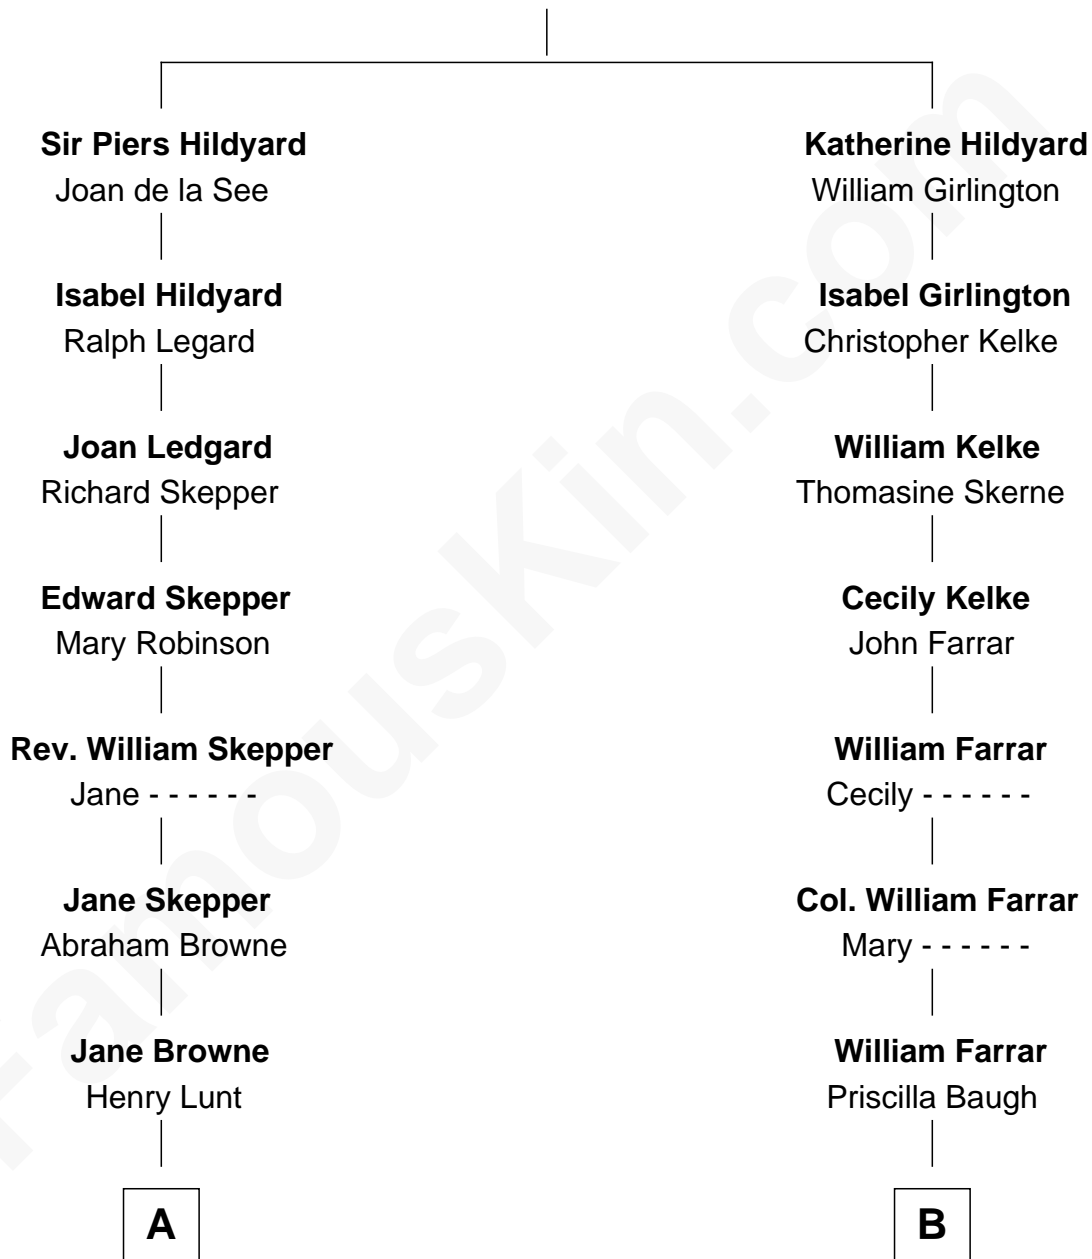 Sir Piers Hildyard
Joan de la See
Isabel Hildyard
Ralph Legard
Joan Ledgard
Richard Skepper
Edward Skepper
Mary Robinson
Rev. William Skepper
Jane - - - - - -
Jane Skepper
Abraham Browne
Jane Browne
Henry Lunt
A
Katherine Hildyard
William Girlington
Isabel Girlington
Christopher Kelke
William Kelke
Thomasine Skerne
Cecily Kelke
John Farrar
William Farrar
Cecily - - - - - -
Col. William Farrar
Mary - - - - - -
William Farrar
Priscilla Baugh
B
FamousKin.com